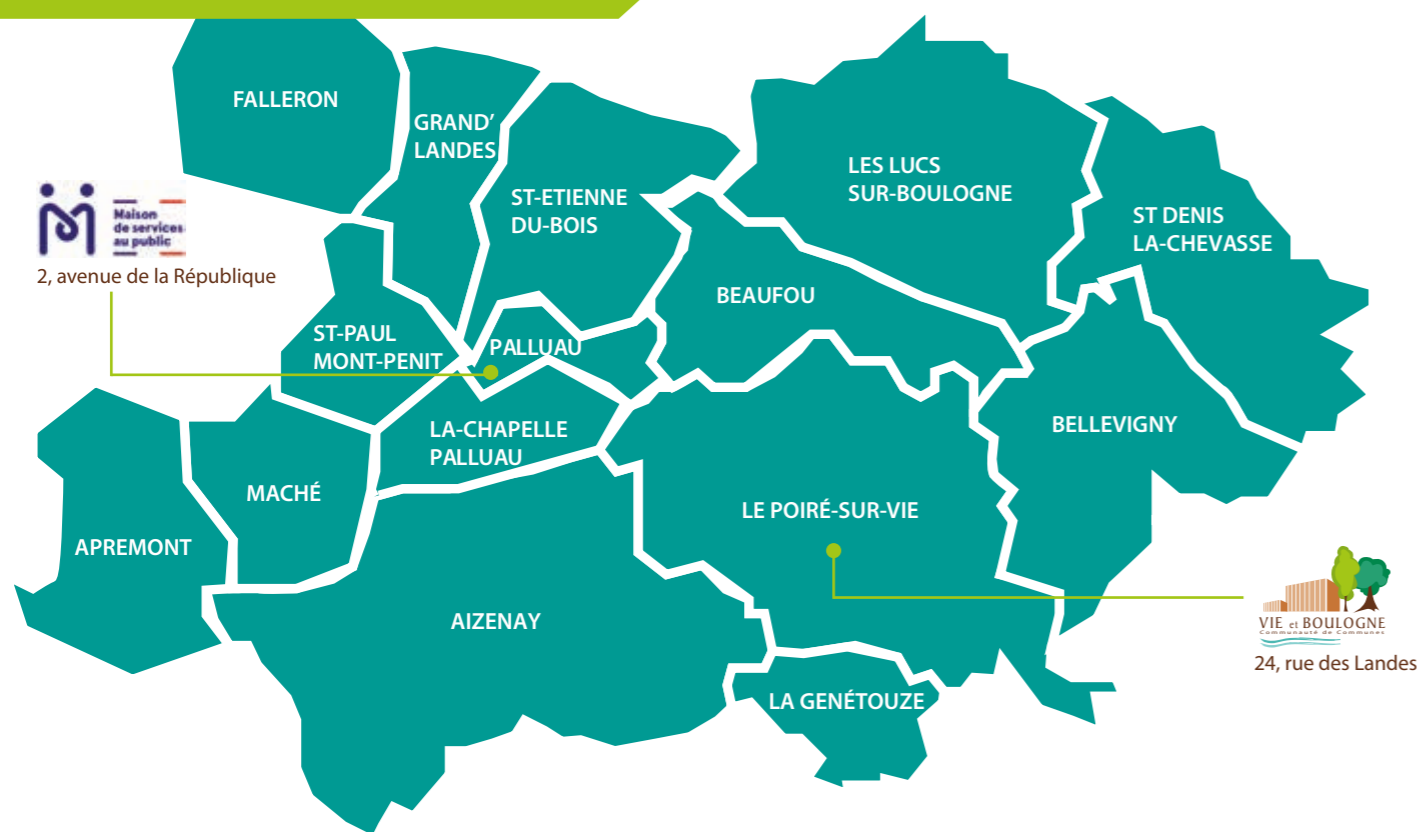 FALLERON
GRAND'
LANDES
ST-ETIENNE
DU-BOIS
LES LUCS
SUR-BOULOGNE
ST DENIS
LA-CHEVASSE
Maison
de services
au public
2, avenue de la République
BEAUFOU
ST-PAUL
MONT-PENIT
PALLUAU
LA-CHAPELLE
PALLUAU
BELLEVIGNY
MACHÉ
LE POIRÉ-SUR-VIE
APREMONT
AIZENAY
VIE et BOULOGNE
Communauté de Communes
24, rue des Landes
LA GENÉTOUZE